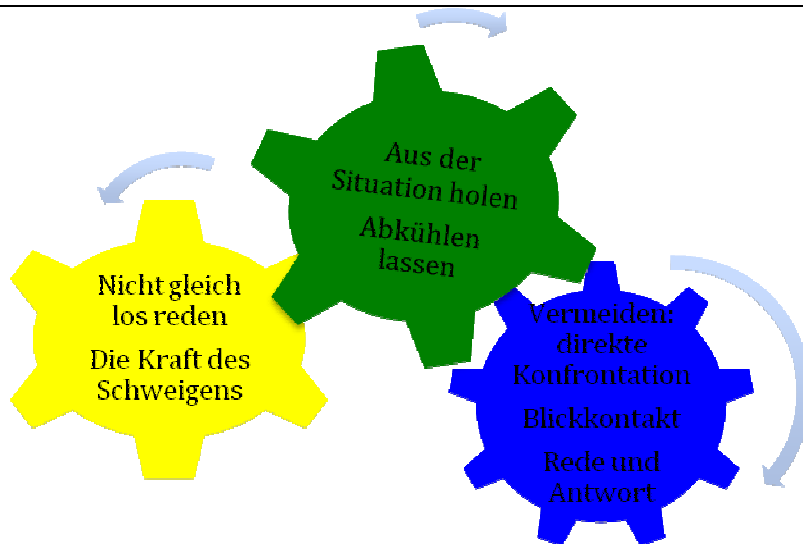 Aus der
Situation holen
Abkühlen
lassen
Nicht gleich
los reden
Die Kraft des
Schweigens
Vermeiden:
direkte
Konfrontation
Blickkontakt
Rede und
Antwort